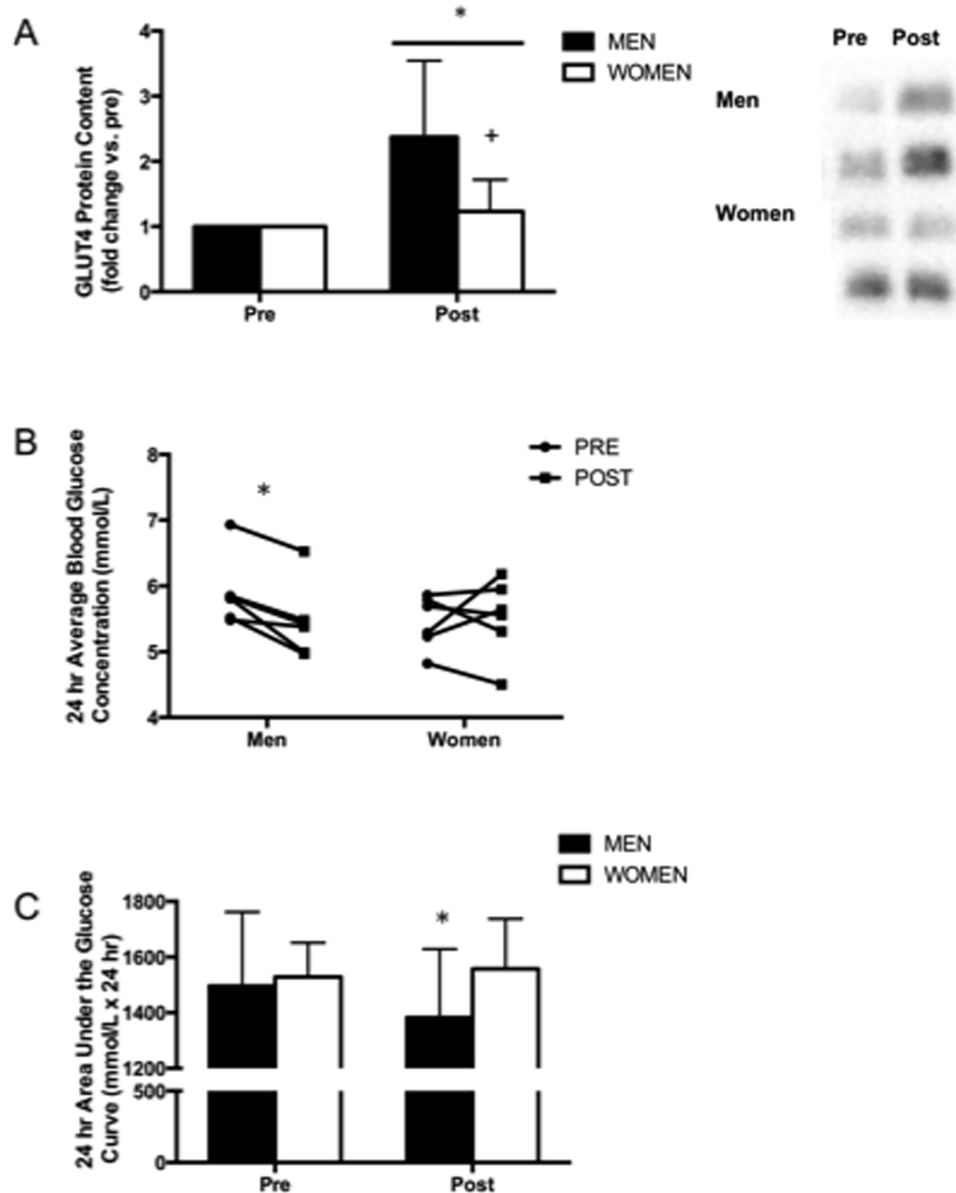 A
GLUT4 Protein Content
(fold change vs. pre)
4
3
2
1
0
*
+
Pre
Post
MEN
WOMEN
Pre Post
Men
Women
B
24 hr Average Blood Glucose
Concentration (mmol/L)
8
7
6
5
4
*
Men
Women
PRE
POST
C
24 hr Area Under the Glucose
Curve (mmol/L x 24 hr)
1800
1600
1400
1200
500
0
*
Pre
Post
MEN
WOMEN